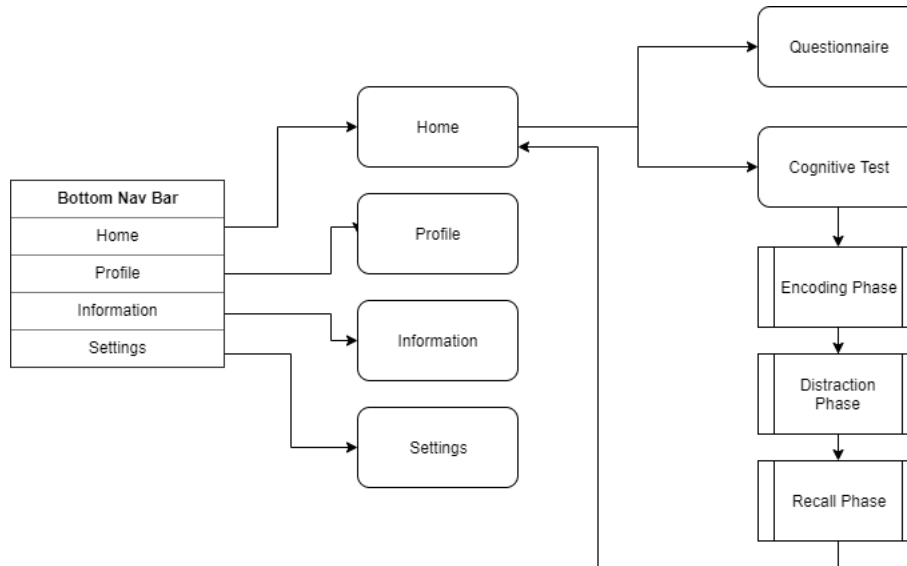 Questionnaire
Home
Cognitive Test
Bottom Nav Bar
Home
Profile
Information
Settings
Profile
Information
Settings
Encoding Phase
Distraction
Phase
Recall Phase